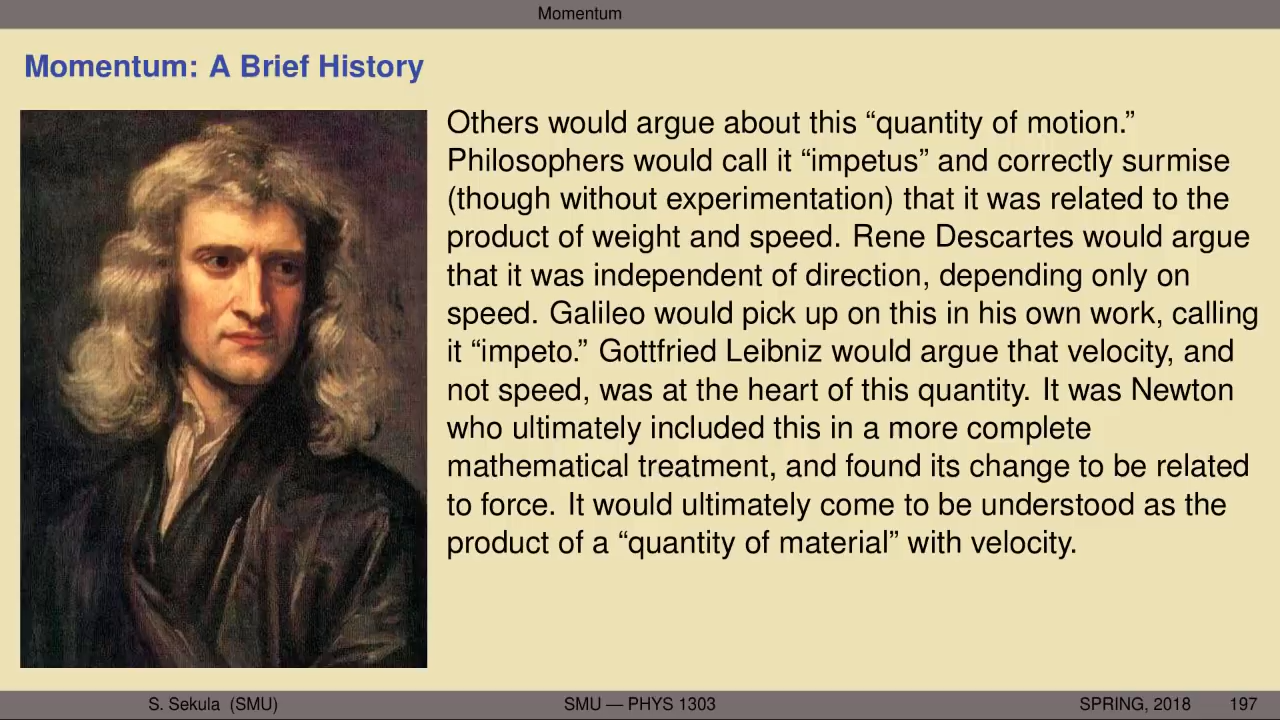 Momentum
Momentum: A Brief History
Others would argue about this “quantity of motion.”
Philosophers would call it “impetus” and correctly surmise
(though without experimentation) that it was related to the
product of weight and speed. Rene Descartes would argue
that it was independent of direction, depending only on
speed. Galileo would pick up on this in his own work, calling
it “impeto.” Gottfried Leibniz would argue that velocity, and
not speed, was at the heart of this quantity. It was Newton
who ultimately included this in a more complete
mathematical treatment, and found its change to be related
to force. It would ultimately come to be understood as the
product of a “quantity of material” with velocity.
S. Sekula (SMU) SMU — PHYS 1303 SPRING, 2018 197